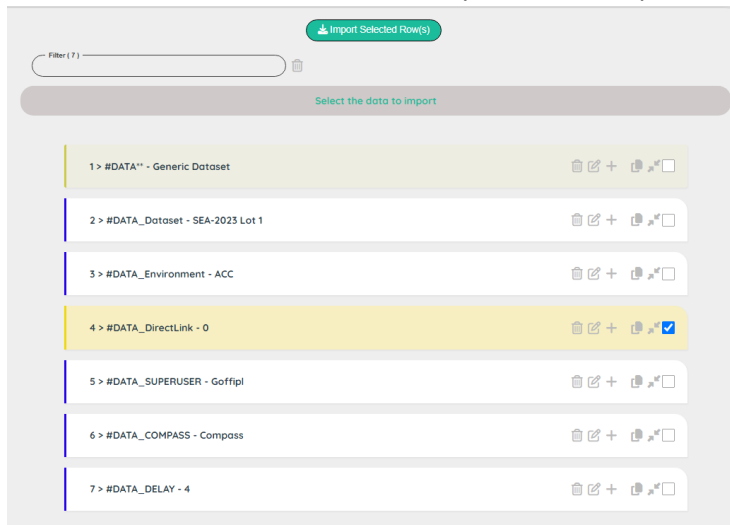 Import Selected Row(s)
Filter ( 7 )
Select the data to import
1 > #DATA** - Generic Dataset
2 > #DATA_Dataset - SEA-2023 Lot 1
3 > #DATA_Environment - ACC
4 > #DATA_DirectLink - 0
5 > #DATA_SUPERUSER - Goffipl
6 > #DATA_COMPASS - Compass
7 > #DATA_DELAY - 4